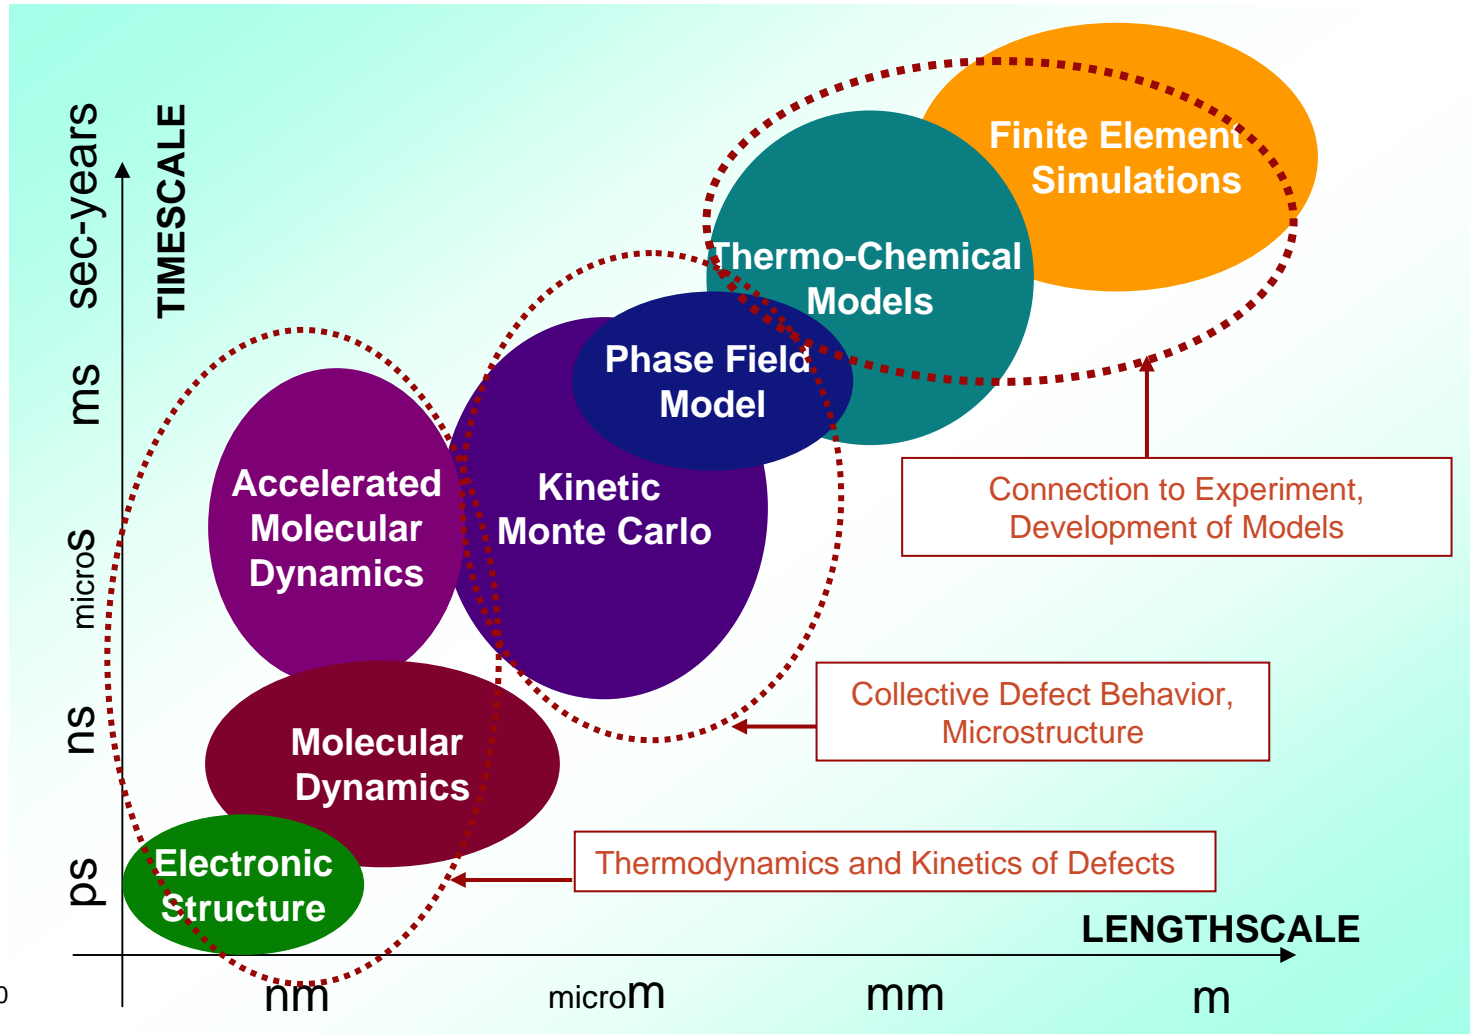 sec-years
TIMESCALE
ms
micros
ns
ps
Finite Element
Simulations
Thermo-Chemical
Models
Phase Field
Model
Accelerated
Molecular
Dynamics
Kinetic
Monte Carlo
Connection to Experiment,
Development of Models
Collective Defect Behavior,
Microstructure
Molecular
Dynamics
Electronic
Structure
Thermodynamics and Kinetics of Defects
LENGTHSCALE
nm
microm
mm
m
0